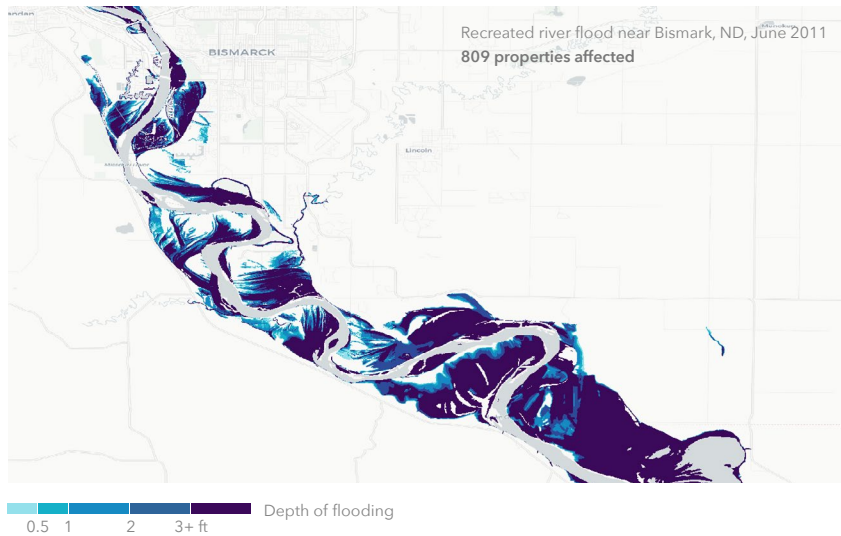 andan
BISMARCK
Recreated river flood near Bismark, ND, June 2011
809 properties affected
Lincoln
Depth of flooding
0.5 1 2 3+ ft